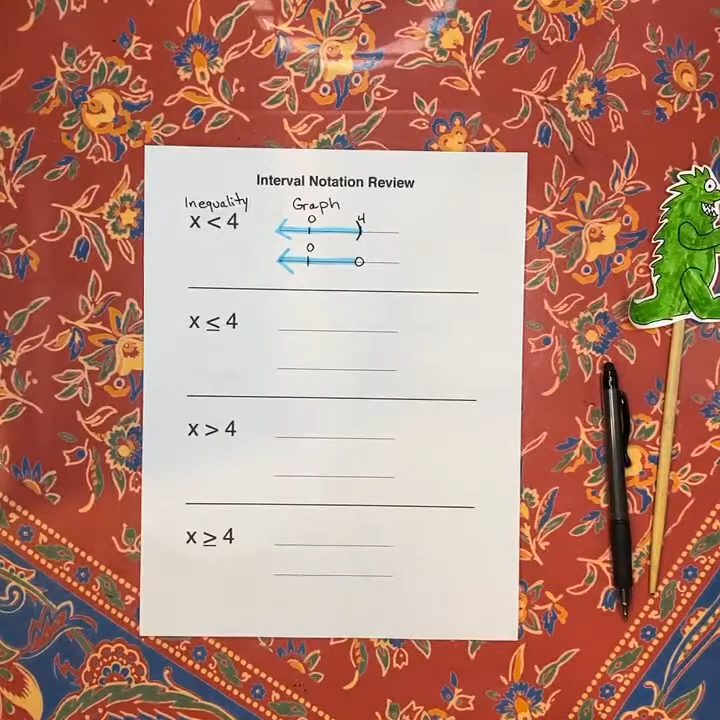 Interval Notation Review
Inequality Graph
x < 4
0 4
)
0
x ≤ 4
x > 4
x ≥ 4